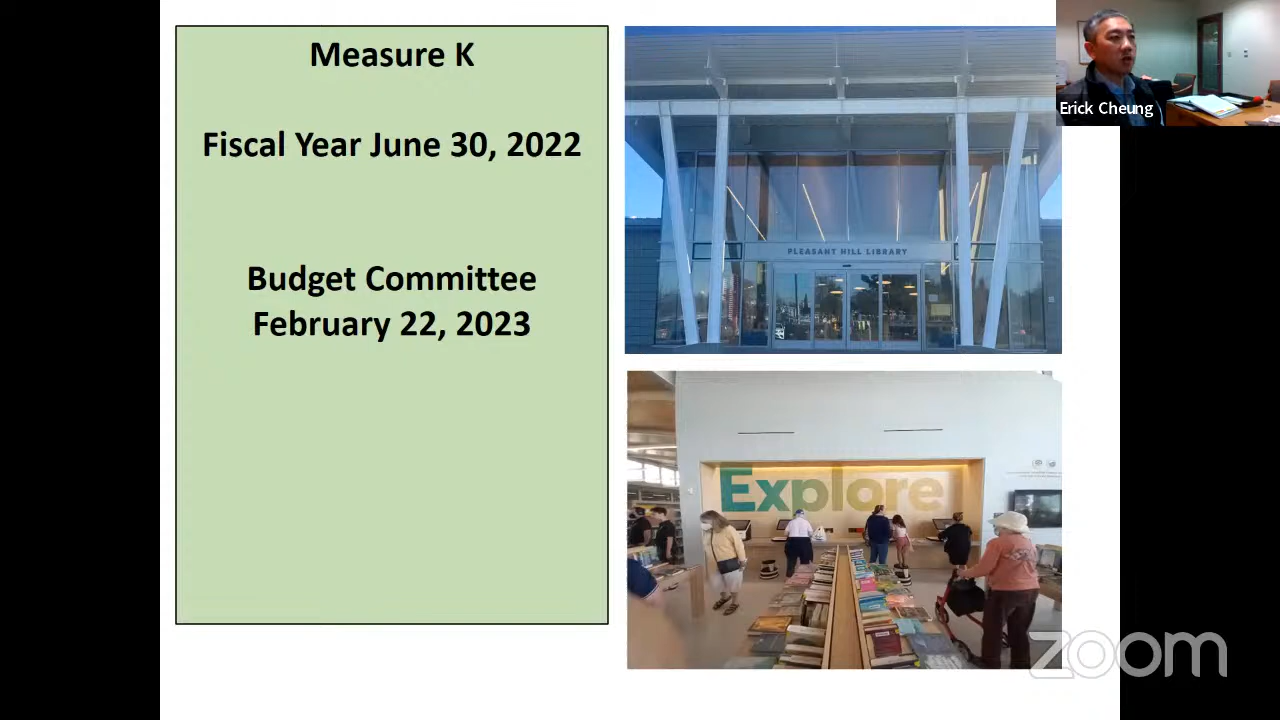 Measure K
Fiscal Year June 30, 2022
Budget Committee
February 22, 2023
PLEASANT HILL LIBRARY
Explore
Erick Cheung
zoom